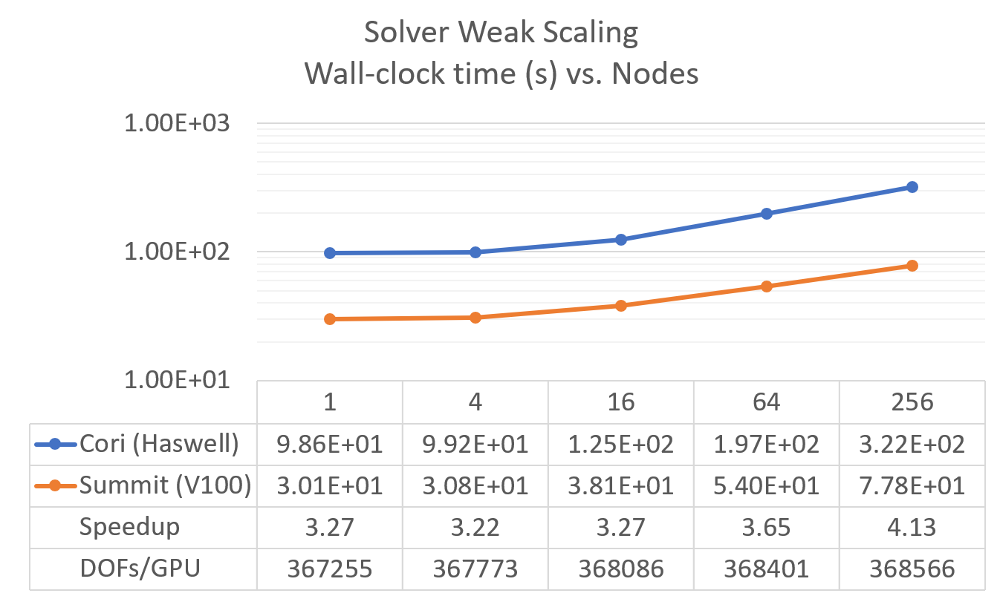 Solver Weak Scaling
Wall-clock time (s) vs. Nodes
1.00E+03
1.00E+02
1.00E+01
1 4 16 64 256
Cori (Haswell) 9.86E+01 9.92E+01 1.25E+02 1.97E+02 3.22E+02
Summit (V100) 3.01E+01 3.08E+01 3.81E+01 5.40E+01 7.78E+01
Speedup 3.27 3.22 3.27 3.65 4.13
DOFs/GPU 367255 367773 368086 368401 368566